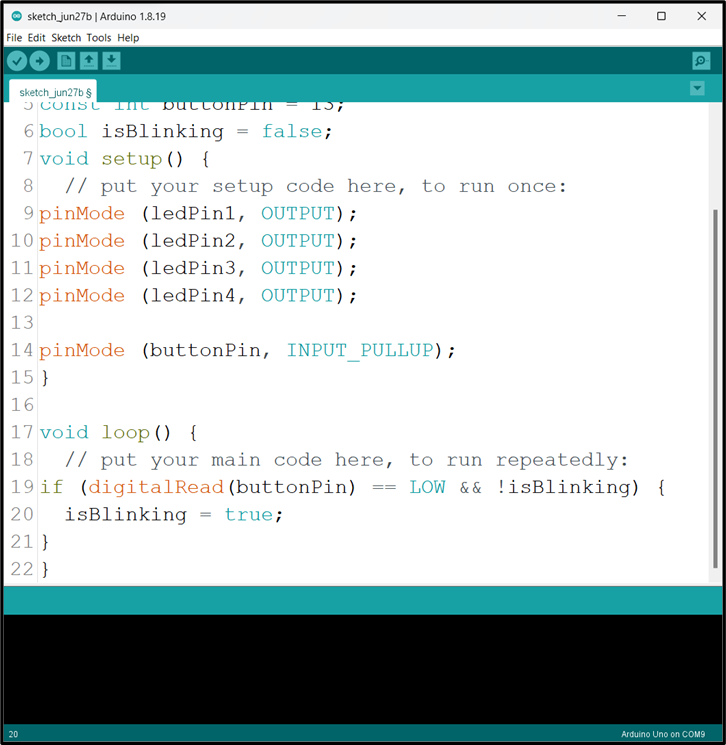 sketch_jun27b | Arduino 1.8.19
File Edit Sketch Tools Help
sketch_jun27b §
5 const int buttonPin = 13;
6 bool isBlinking = false;
7 void setup() {
8   // put your setup code here, to run once:
9 pinMode (ledPin1, OUTPUT);
10 pinMode (ledPin2, OUTPUT);
11 pinMode (ledPin3, OUTPUT);
12 pinMode (ledPin4, OUTPUT);
13
14 pinMode (buttonPin, INPUT_PULLUP);
15 }
16
17 void loop() {
18   // put your main code here, to run repeatedly:
19 if (digitalRead(buttonPin) == LOW && !isBlinking) {
20   isBlinking = true;
21 }
22 }
20 Arduino Uno on COM9